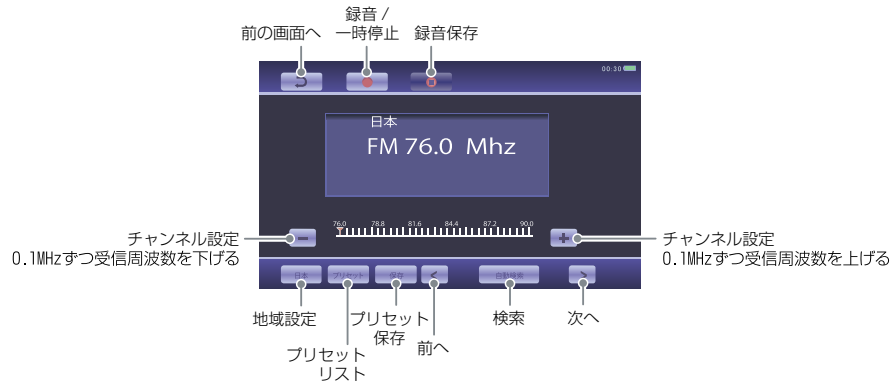 録音 /
前の画面へ 一時停止 録音保存
00:30
日本
FM 76.0 Mhz
76.0 78.8 81.6 84.4 87.2 90.0
チャンネル設定
0.1MHzずつ受信周波数を下げる
チャンネル設定
0.1MHzずつ受信周波数を上げる
日本 プリセット 保存 < 自動検索 >
地域設定
プリセット
リスト
プリセット
保存
前へ
検索
次へ